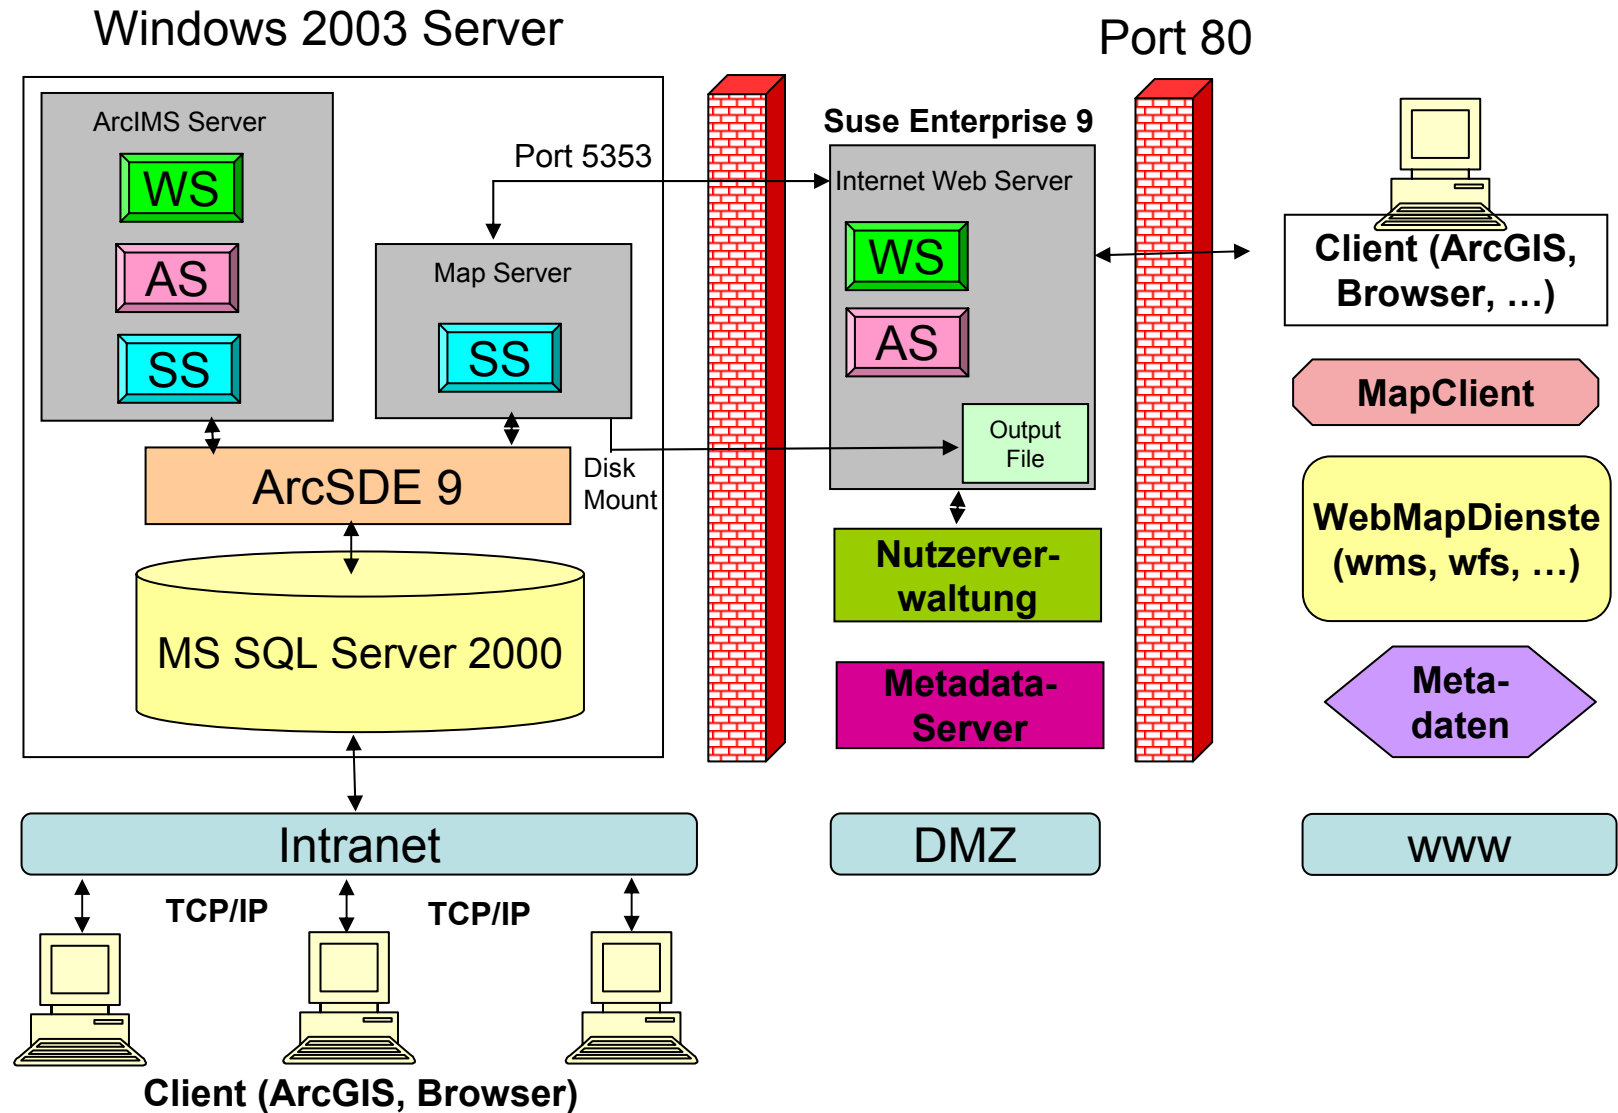 Windows 2003 Server
Port 80
ArcIMS Server
WS
AS
SS
Port 5353
Map Server
SS
ArcSDE 9
Disk
Mount
MS SQL Server 2000
Suse Enterprise 9
Internet Web Server
WS
AS
Output
File
Nutzerver-
waltung
Metadata-
Server
Client (ArcGIS,
Browser, …)
MapClient
WebMapDienste
(wms, wfs, …)
Meta-
daten
Intranet
DMZ
www
TCP/IP
TCP/IP
Client (ArcGIS, Browser)